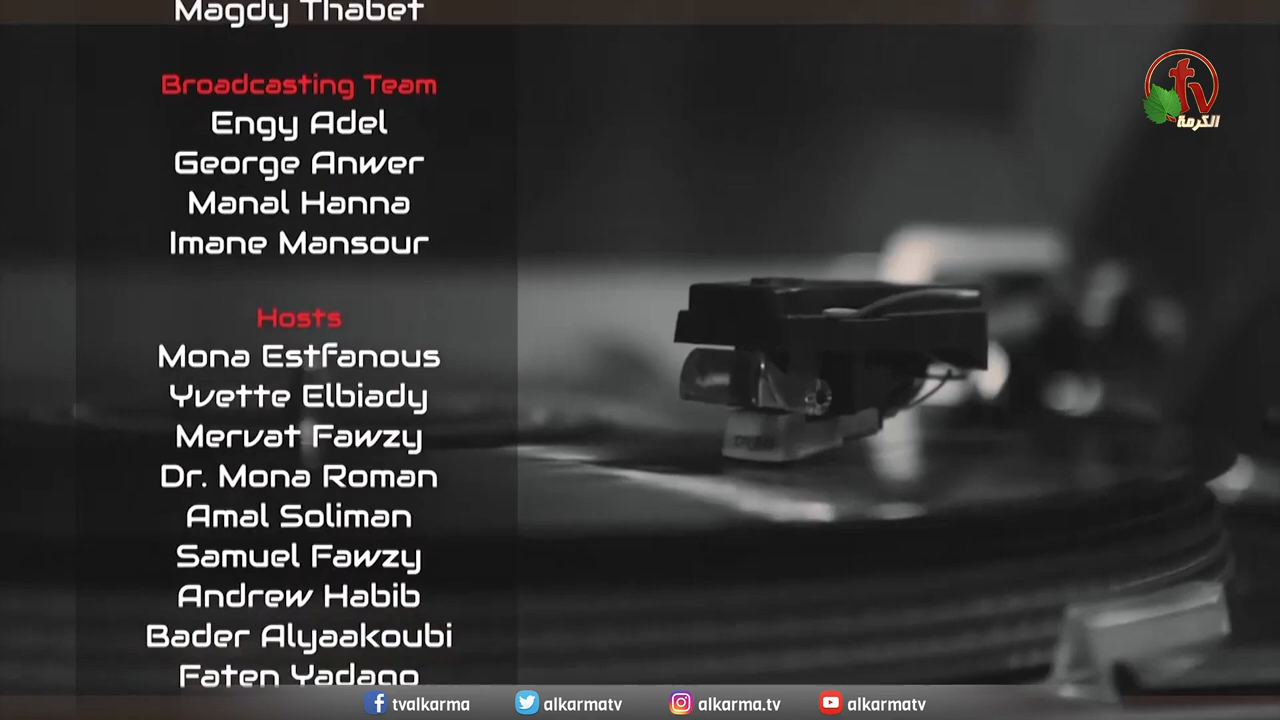 Magdy Thabet
Broadcasting Team
Engy Adel
George Anwer
Manal Hanna
Imane Mansour
Hosts
Mona Estfanous
Yvette Elbiady
Mervat Fawzy
Dr. Mona Roman
Amal Soliman
Samuel Fawzy
Andrew Habib
Bader Alyaakoubi
Faten Yadago
tv
الكرمة
tvalkarma
alkarmatv
alkarma.tv
alkarmatv